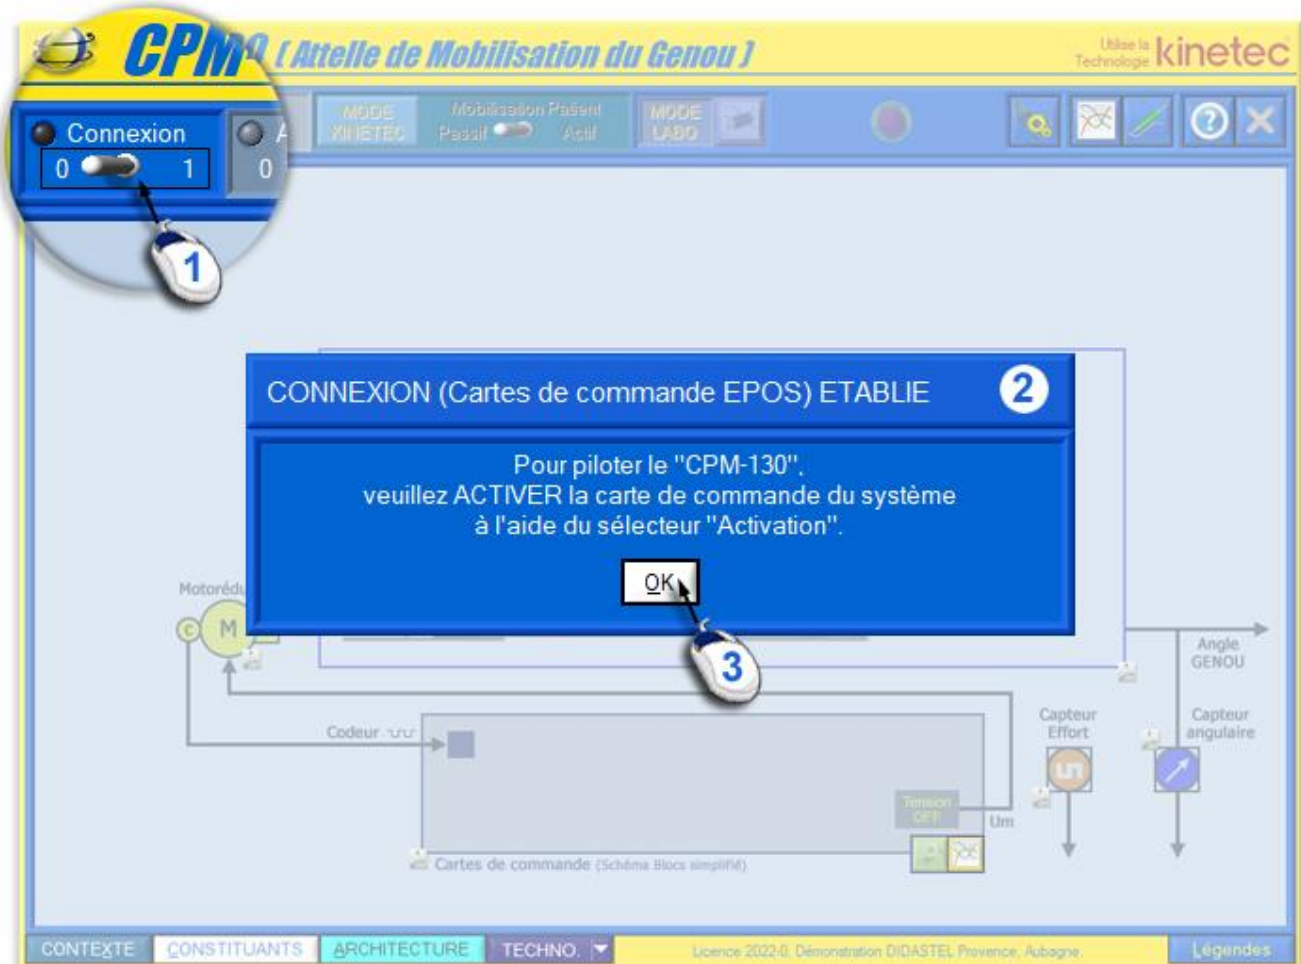 CPM
( Attelle de Mobilisation du Genou )
Utilise la
Technologie kinetec
Connexion
0 1
A
0
MODE
KINETEC
Mobilisation Patient
Passif Actif
MODE
LABO
?
1
CONNEXION (Cartes de commande EPOS) ETABLIE
2
Pour piloter le "CPM-130",
veuillez ACTIVER la carte de commande du système
à l'aide du sélecteur "Activation".
OK
3
Motorédu
C M
Angle
GENOU
Codeur
Capteur
Effort
Capteur
angulaire
Tension
OFF
Um
Cartes de commande (Schéma Blocs simplifié)
CONTEXTE CONSTITUANTS ARCHITECTURE TECHNO.
Licence 2022-0, Démonstration DIDASTEL Provence, Aubagne.
Légendes